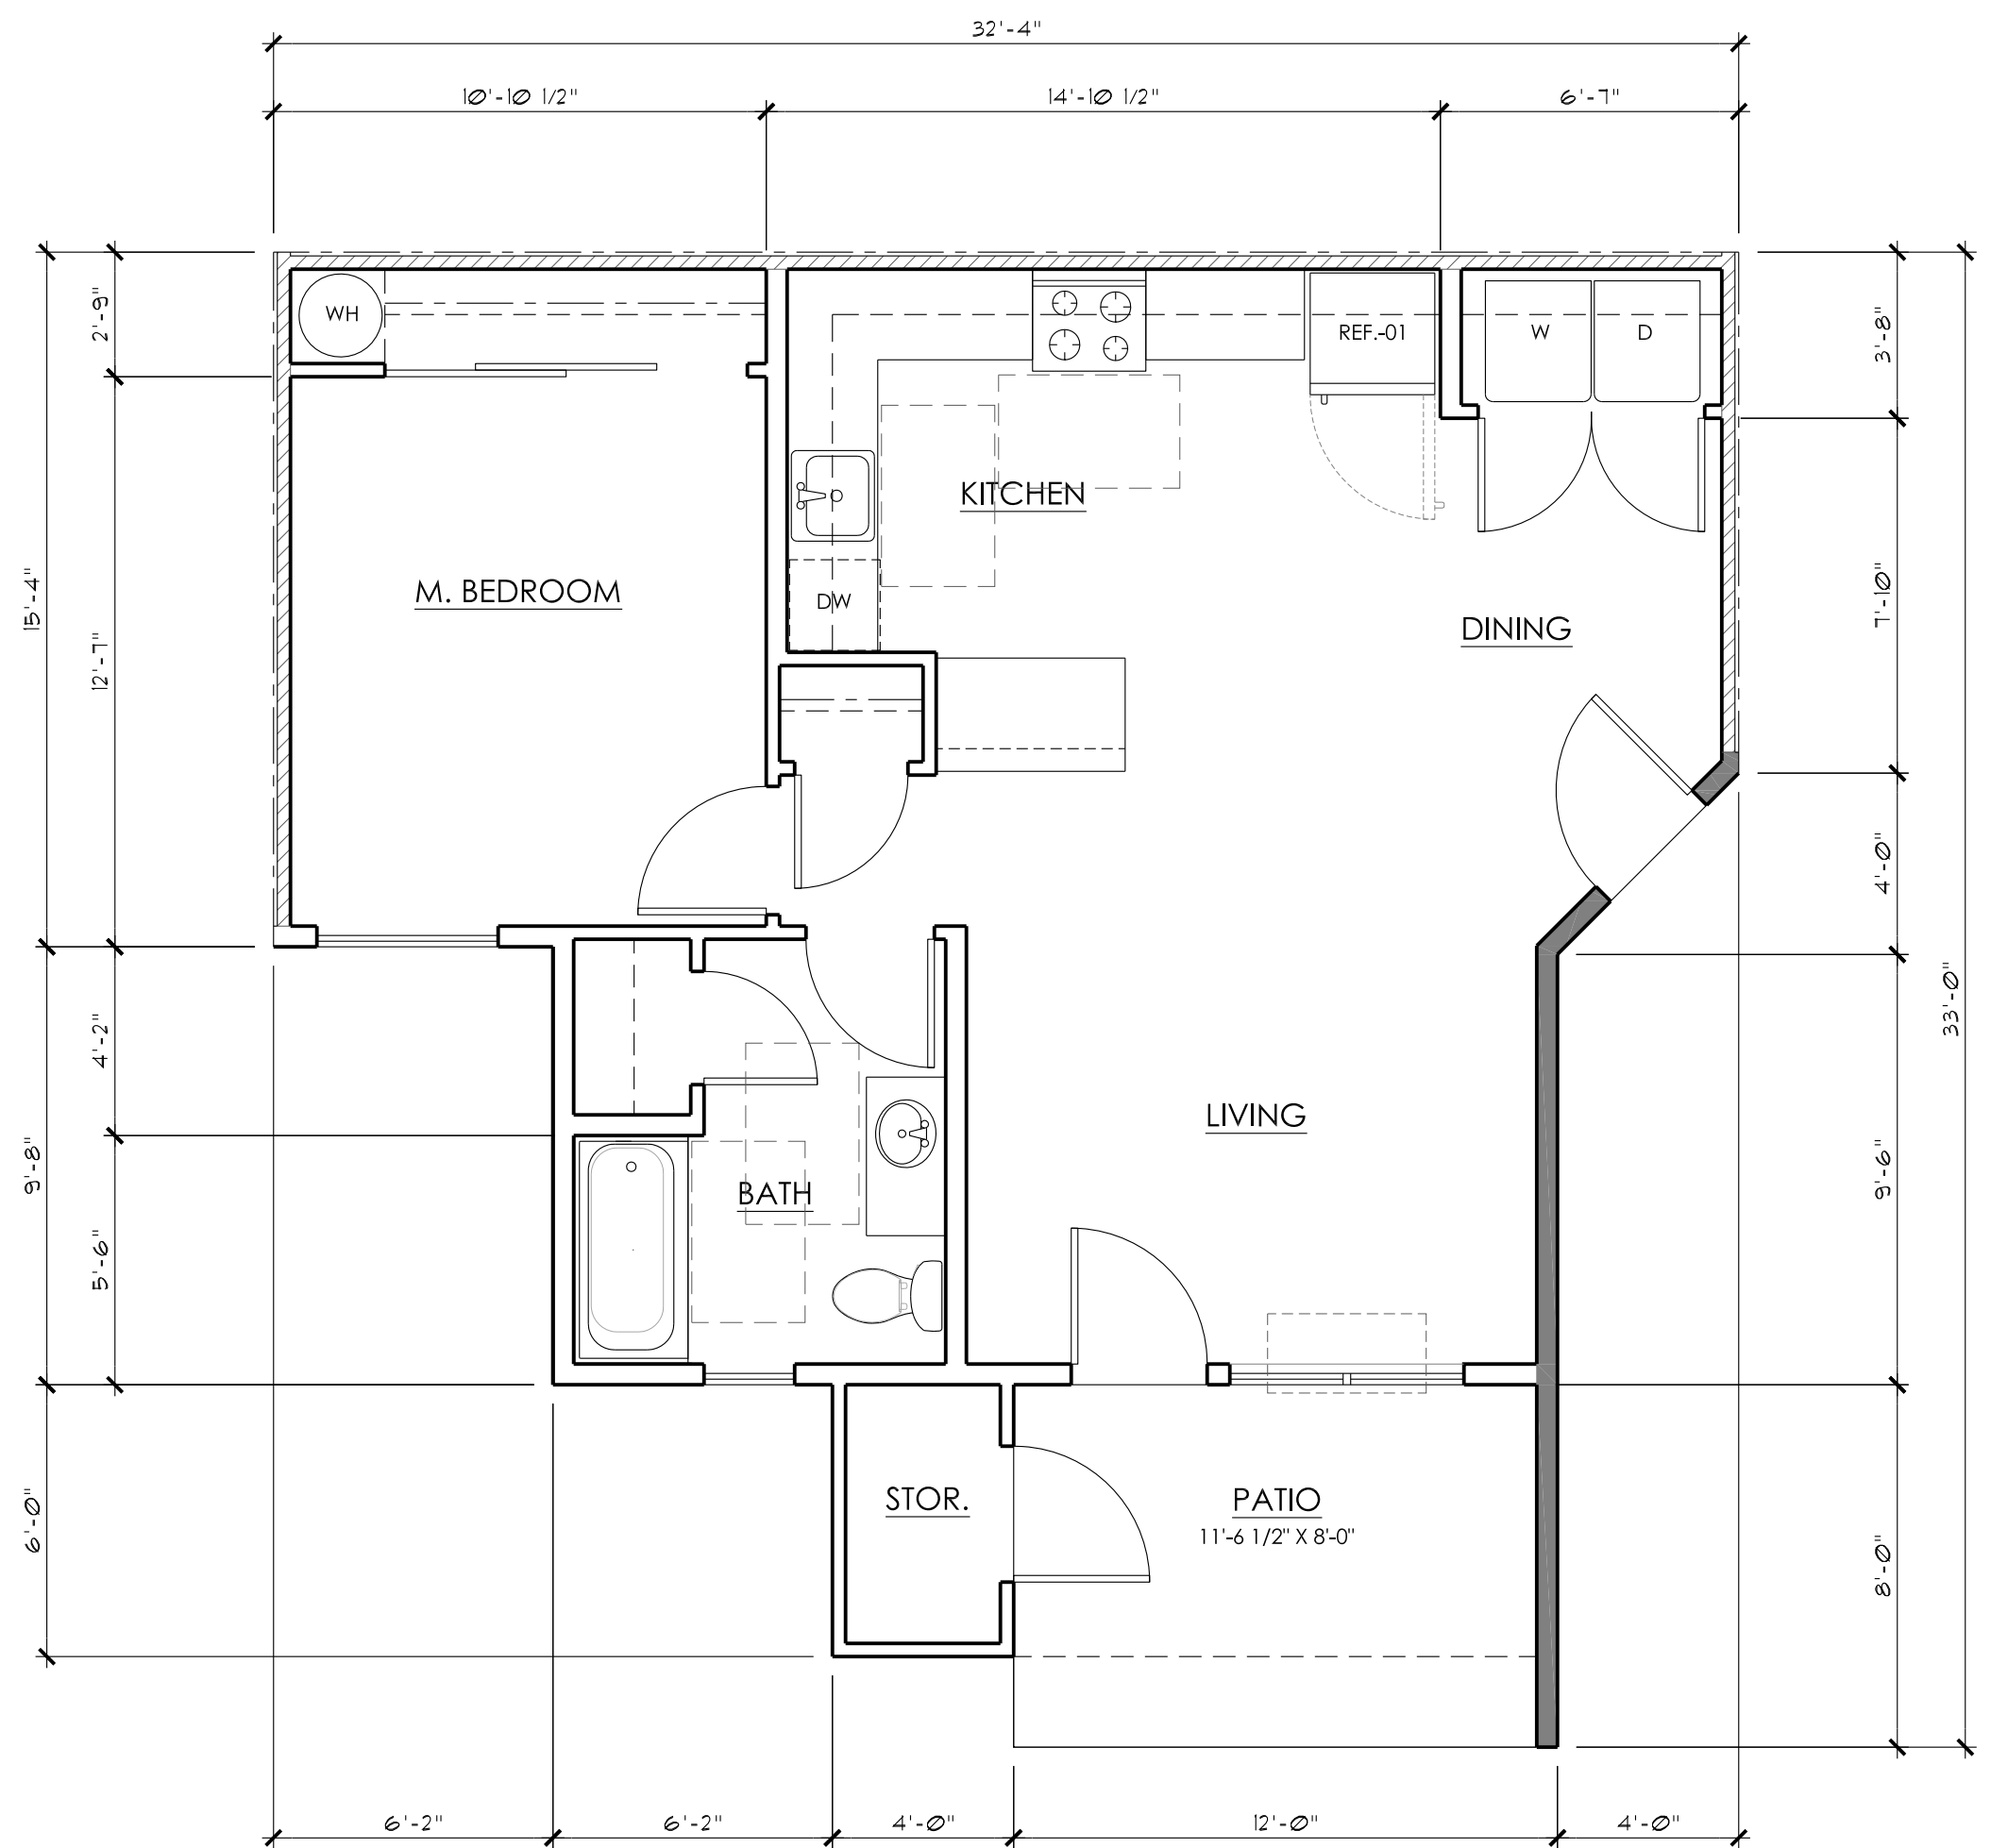 32'-4"
10'-10 1/2" 14'-10 1/2" 6'-7"
WH
REF.-01
W
D
2'-9"
3'-8"
KITCHEN
M. BEDROOM
DW
DINING
15'-4"
12'-7"
7'-10"
4'-0"
33'-0"
4'-2"
LIVING
9'-8"
9'-6"
BATH
5'-6"
STOR.
PATIO
11'-6 1/2" X 8'-0"
6'-0"
8'-0"
6'-2" 6'-2" 4'-0" 12'-0" 4'-0"